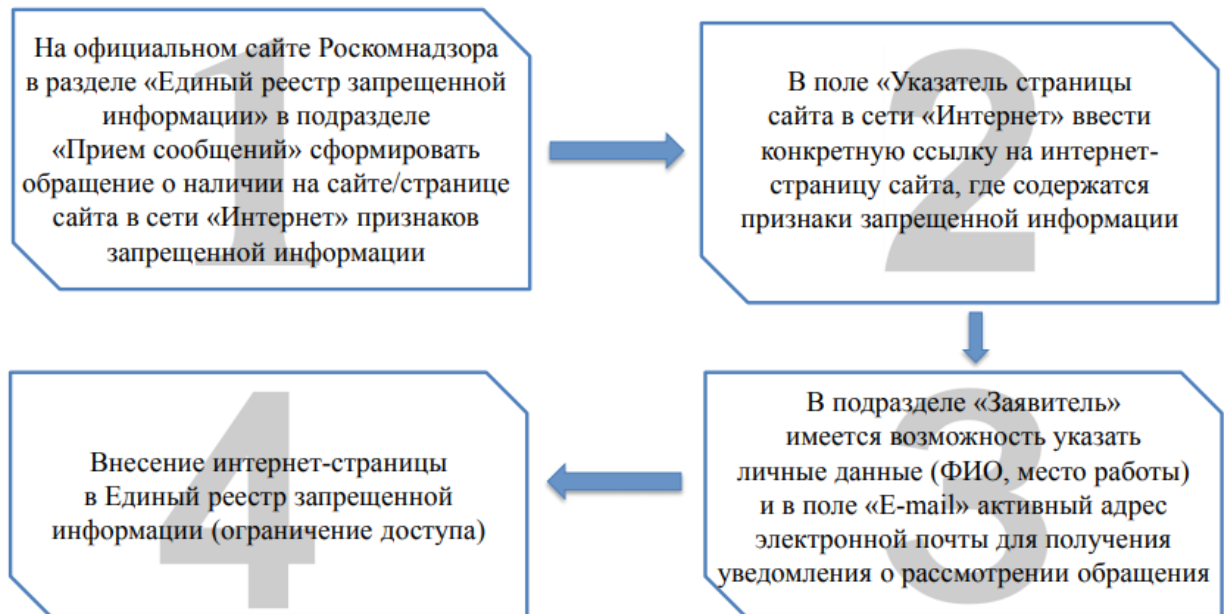 1
На официальном сайте Роскомнадзора
в разделе «Единый реестр запрещенной
информации» в подразделе
«Прием сообщений» сформировать
обращение о наличии на сайте/странице
сайта в сети «Интернет» признаков
запрещенной информации
2
В поле «Указатель страницы
сайта в сети «Интернет» ввести
конкретную ссылку на интернет-
страницу сайта, где содержатся
признаки запрещенной информации
3
В подразделе «Заявитель»
имеется возможность указать
личные данные (ФИО, место работы)
и в поле «E-mail» активный адрес
электронной почты для получения
уведомления о рассмотрении обращения
4
Внесение интернет-страницы
в Единый реестр запрещенной
информации (ограничение доступа)